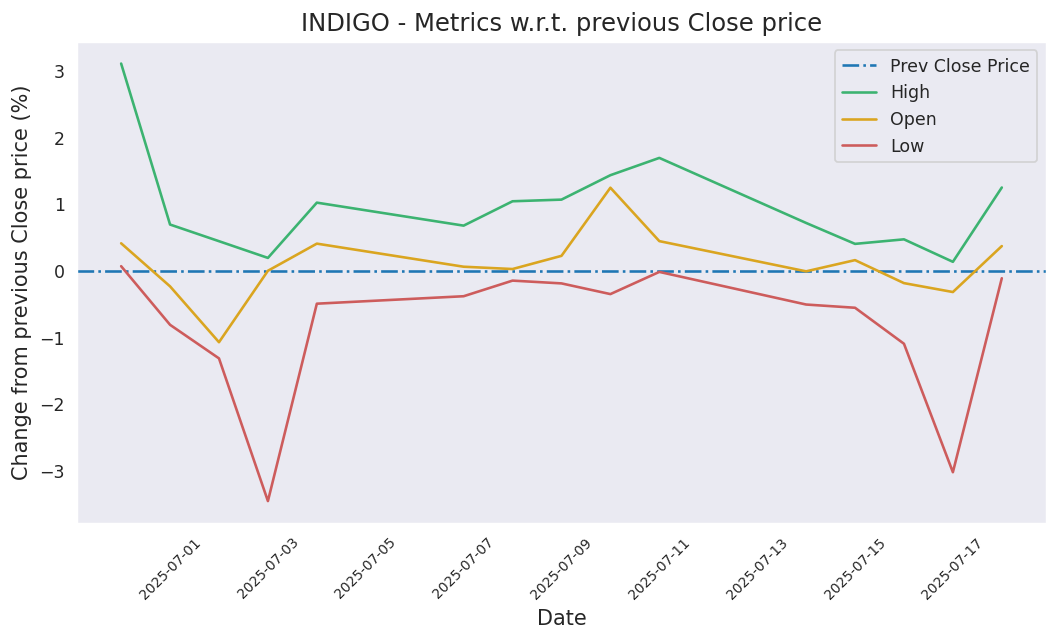 INDIGO - Metrics w.r.t. previous Close price
Change from previous Close price (%)
3
2
1
0
−1
−2
−3
Prev Close Price
High
Open
Low
2025-07-01
2025-07-03
2025-07-05
2025-07-07
2025-07-09
2025-07-11
2025-07-13
2025-07-15
2025-07-17
Date